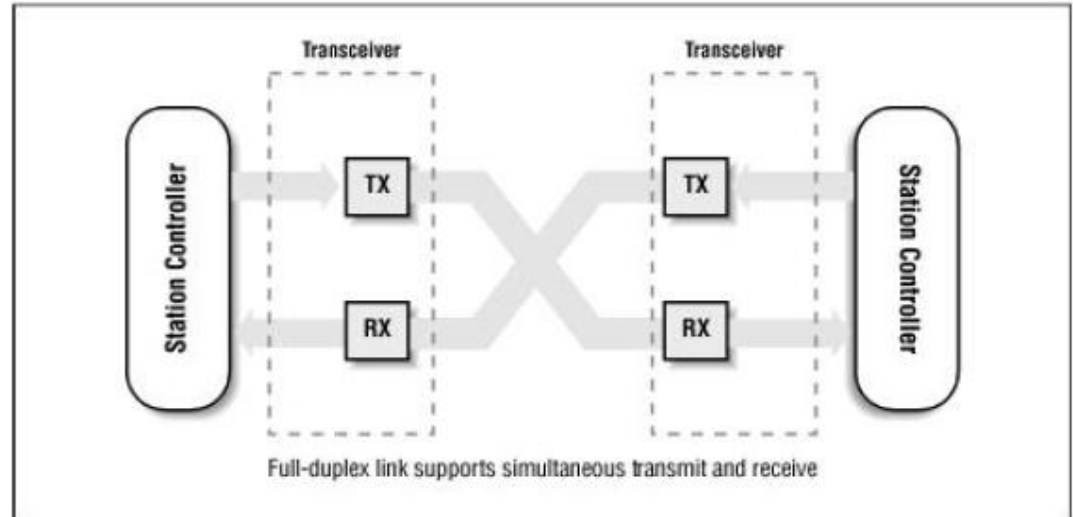 Transceiver
Transceiver
Station Controller
TX
TX
Station Controller
RX
RX
Full-duplex link supports simultaneous transmit and receive